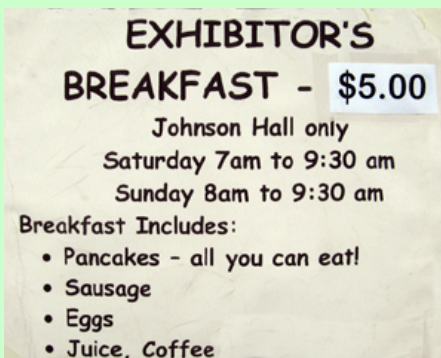 EXHIBITOR'S
BREAKFAST - $5.00
Johnson Hall only
Saturday 7am to 9:30 am
Sunday 8am to 9:30 am
Breakfast Includes:
• Pancakes - all you can eat!
• Sausage
• Eggs
• Juice, Coffee